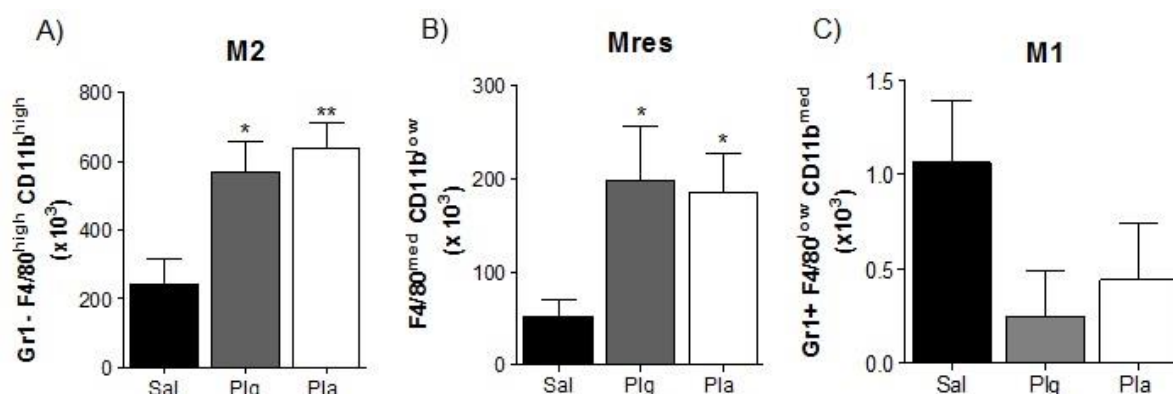 A)
M2
Gr1- F4/80high CD11bhigh
(x10³)
800
600
400
200
0
*
**
Sal
Plg
Pla
B)
Mres
F4/80med CD11blow
(x 10³)
300
200
100
0
*
*
Sal
Plg
Pla
C)
M1
Gr1+ F4/80low CD11bmed
(x10³)
1.5
1.0
0.5
0.0
Sal
Plg
Pla